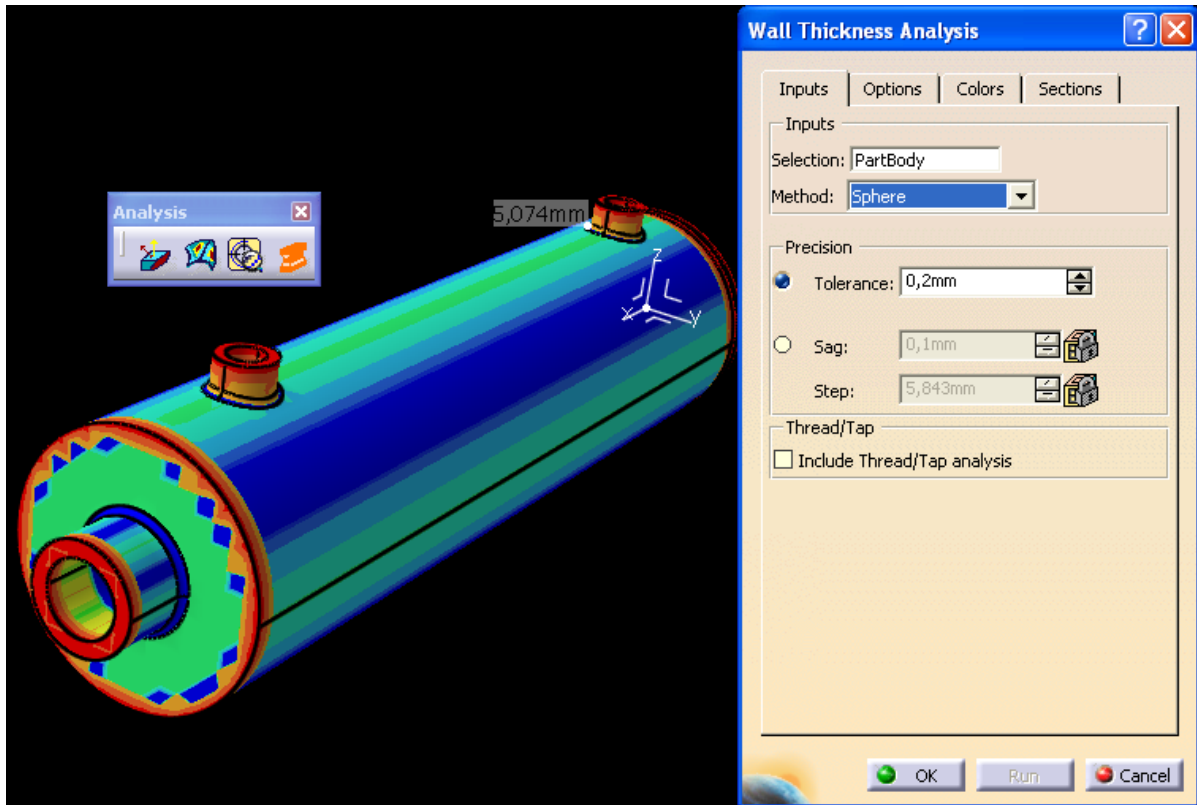 Wall Thickness Analysis
Inputs Options Colors Sections
Inputs
Selection: PartBody
Method: Sphere
Precision
Tolerance: 0,2mm
Sag: 0,1mm
Step: 5,843mm
Thread/Tap
Include Thread/Tap analysis
OK Run Cancel
Analysis
5,074mm
z
x y